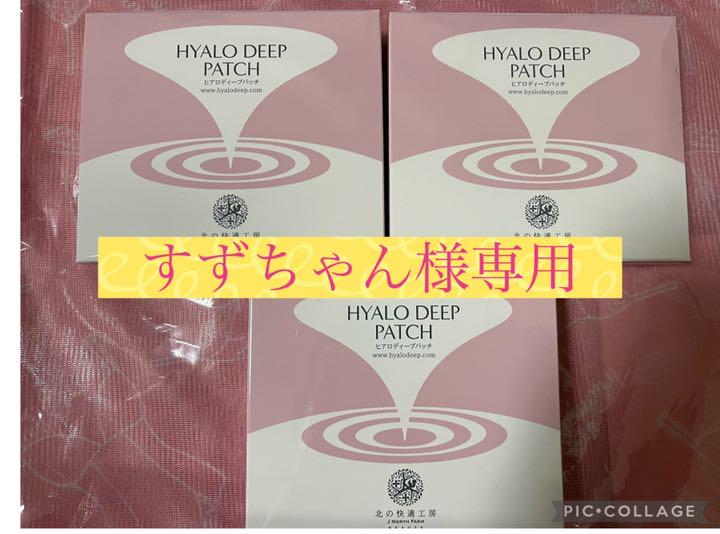 HYALO DEEP
PATCH
ヒアロディープパッチ
www.hyalodeep.com
北の快適工房
HYALO DEEP
PATCH
ヒアロディープパッチ
www.hyalodeep.com
北の快適工房
すずちゃん様専用
HYALO DEEP
PATCH
ヒアロディープパッチ
www.hyalodeep.com
北の快適工房
J NORTH FARM
PIC•COLLAGE